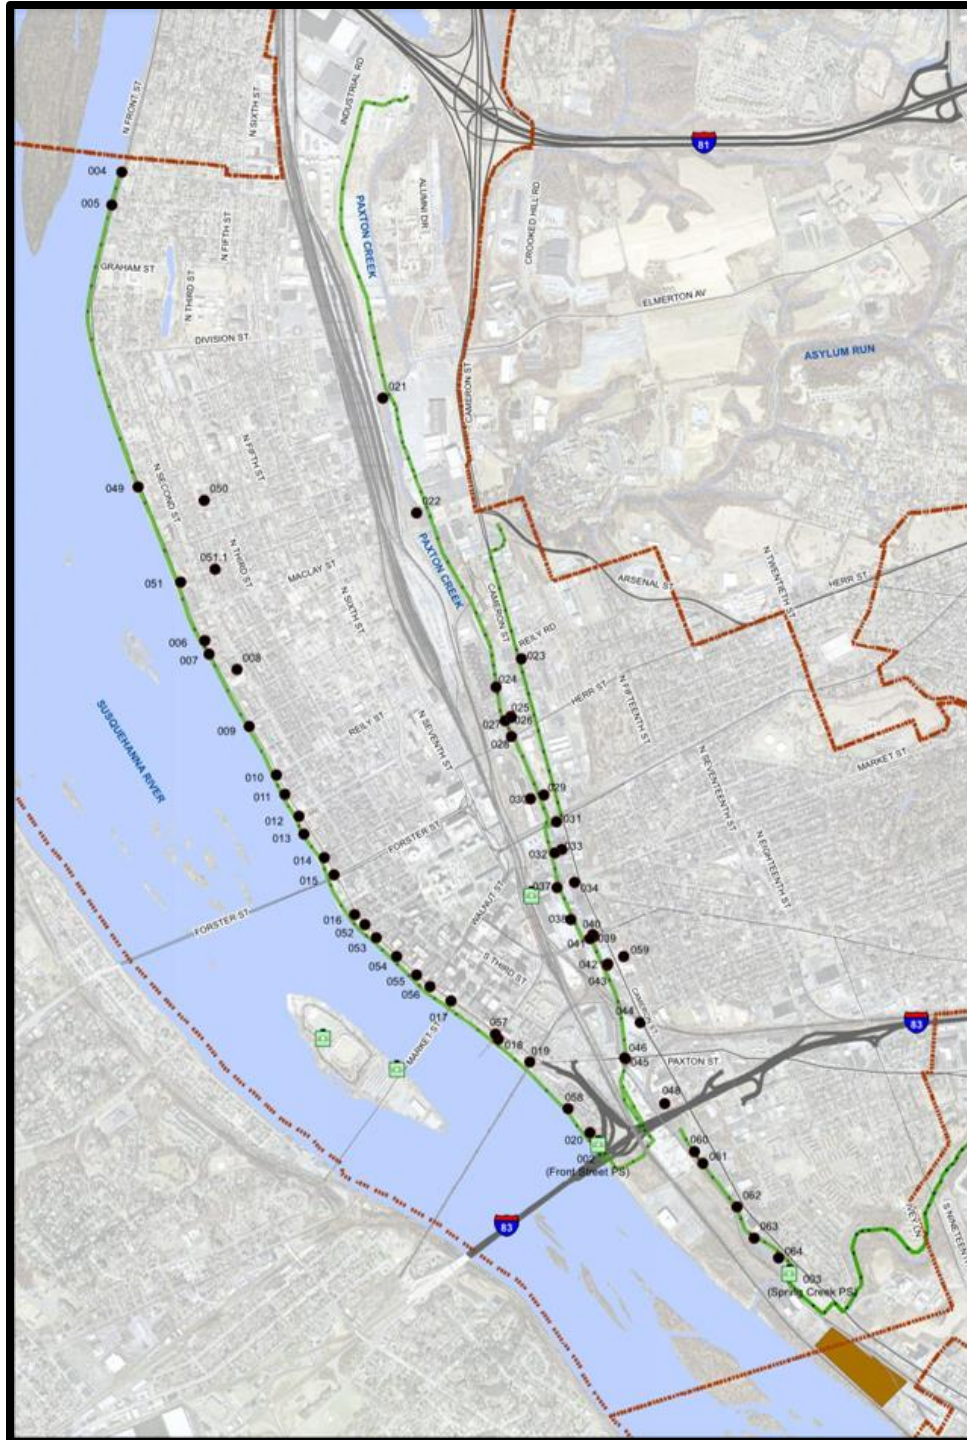 N FRONT ST
N SIXTH ST
INDUSTRIAL RD
81
004
005
PAXTON CREEK
ALUMNI DR
CROOKED HILL RD
N FIFTH ST
GRAHAM ST
N THIRD ST
ELMERTON AV
DIVISION ST
ASYLUM RUN
021
CAMERON ST
N FIFTH ST
049
N SECOND ST
050
022
PAXTON CREEK
051.1
N THIRD ST
MACLAY ST
051
N SIXTH ST
ARSENAL ST
N TWENTIETH ST
HERR ST
CAMERON ST
REILY RD
006
007
008
023
024
HERR ST
N FIFTEENTH ST
SUSQUEHANNA RIVER
009
REILY ST
N SEVENTH ST
025
026
027
028
MARKET ST
N SEVENTEENTH ST
010
011
030
029
012
013
031
FORSTER ST
N EIGHTEENTH ST
014
032
033
015
037
034
WALNUT ST
FORSTER ST
016
052
038
040
039
041
053
S THIRD ST
059
054
042
055
043
056
017
044
CAMERON ST
83
MARKET ST
057
018
019
046
045
PAXTON ST
048
058
020
002
(Front Street PS)
060
061
83
062
063
064
S NINETEENTH
003
(Spring Creek PS)